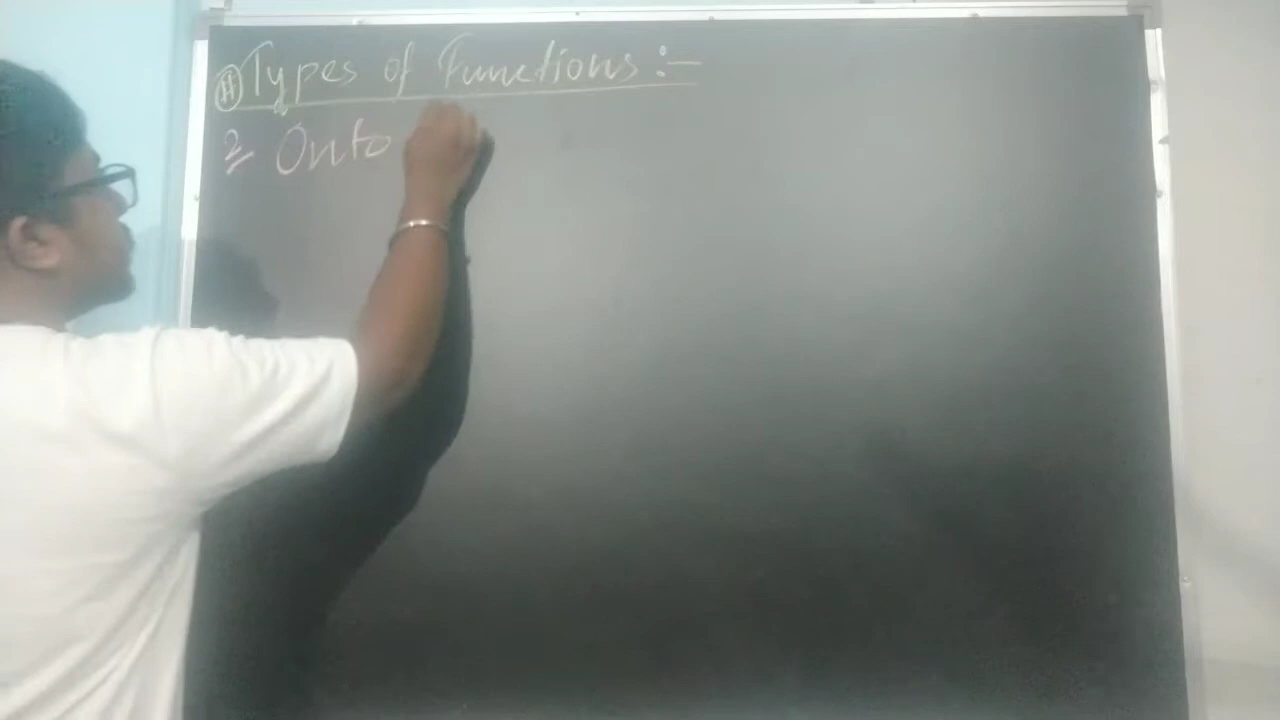 # Types of Functions :-
2 Onto